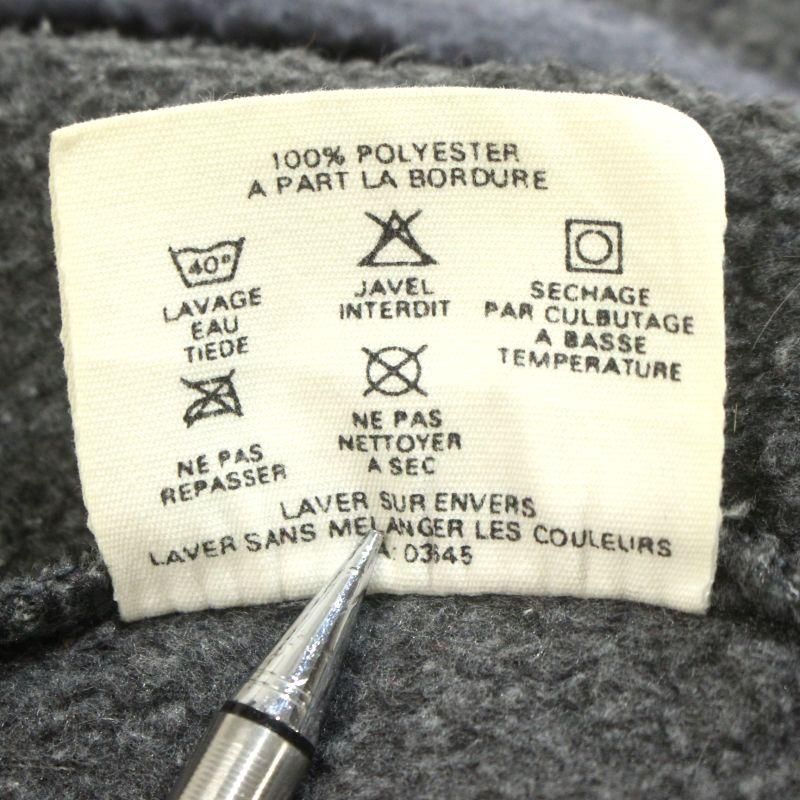 100% POLYESTER
A PART LA BORDURE
40°
LAVAGE
EAU
TIEDE
JAVEL
INTERDIT
SECHAGE
PAR CULBUTAGE
A BASSE
TEMPERATURE
NE PAS
REPASSER
NE PAS
NETTOYER
A SEC
LAVER SUR ENVERS
LAVER SANS MELANGER LES COULEURS